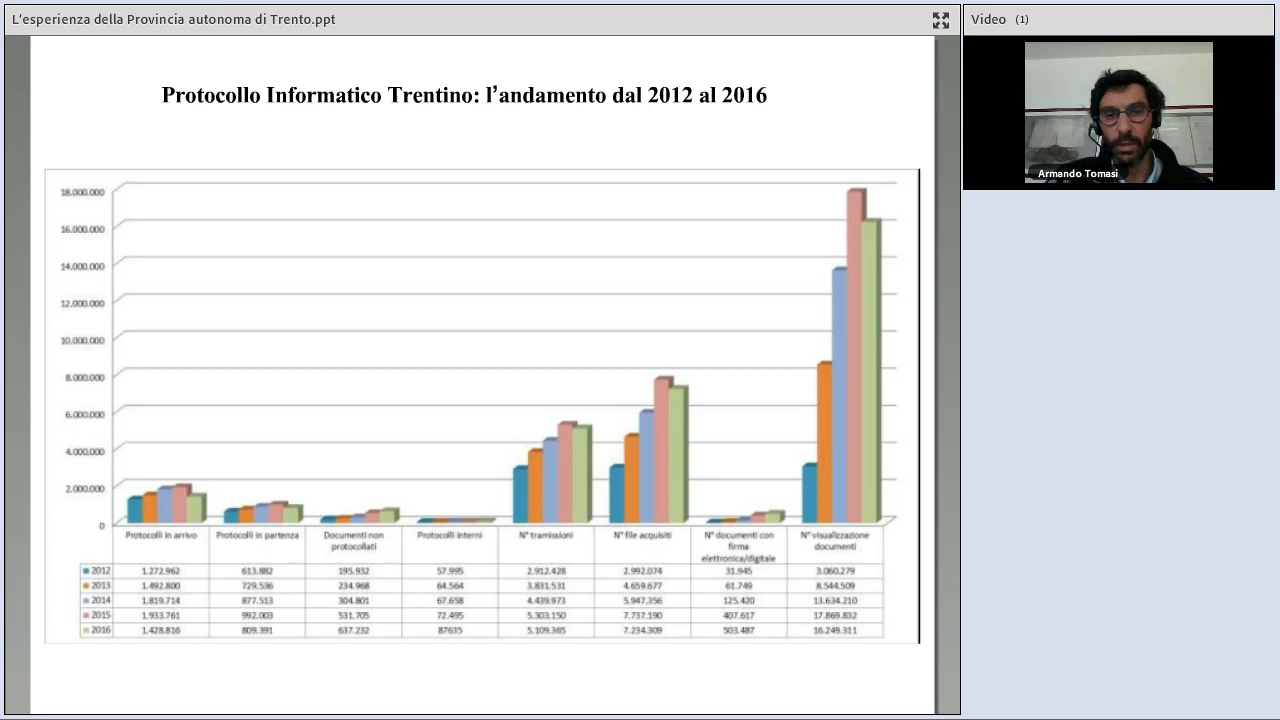 L'esperienza della Provincia autonoma di Trento.ppt
Video (1)
Armando Tomasi
Protocollo Informatico Trentino: l'andamento dal 2012 al 2016
18.000.000
16.000.000
14.000.000
12.000.000
10.000.000
8.000.000
6.000.000
4.000.000
2.000.000
0
Protocolli in arrivo Protocolli in partenza Documenti non protocollati Protocolli interni N° tramissioni N° file acquisiti N° documenti con firma elettronica/digitale N° visualizzazione documenti
2012 1.272.962 613.882 195.932 57.995 2.912.428 2.992.074 31.945 3.060.279
2013 1.492.800 729.536 234.968 64.564 3.831.531 4.659.677 61.749 8.544.509
2014 1.819.714 877.513 304.801 67.658 4.439.973 5.947.356 125.420 13.634.210
2015 1.933.761 992.003 531.705 72.495 5.303.150 7.737.190 407.617 17.869.832
2016 1.428.816 809.391 637.232 87635 5.109.365 7.234.309 503.487 16.249.311